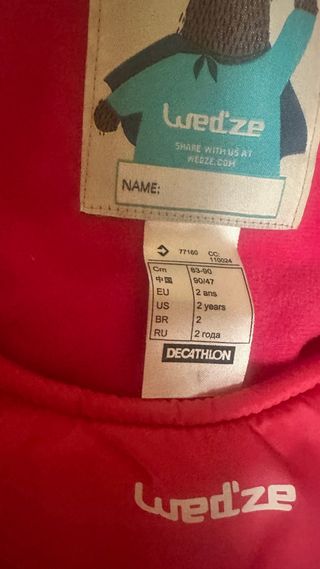 wed'ze
SHARE WITH US AT
WEDZE.COM
NAME:
77160 CC:
110024
Cm 83-90
中国 90/47
EU 2 ans
US 2 years
BR 2
RU 2 года
DECATHLON
wed'ze